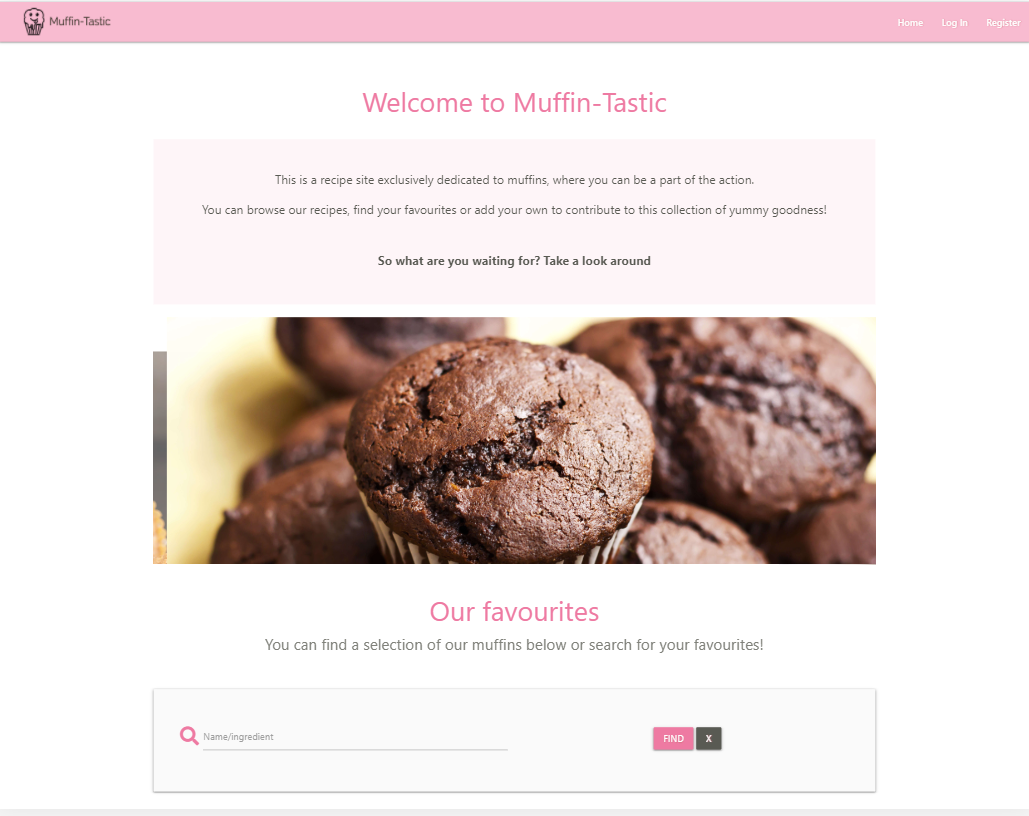 Muffin-Tastic
Home Log In Register
Welcome to Muffin-Tastic
This is a recipe site exclusively dedicated to muffins, where you can be a part of the action.
You can browse our recipes, find your favourites or add your own to contribute to this collection of yummy goodness!
So what are you waiting for? Take a look around
Our favourites
You can find a selection of our muffins below or search for your favourites!
Name/ingredient
FIND X